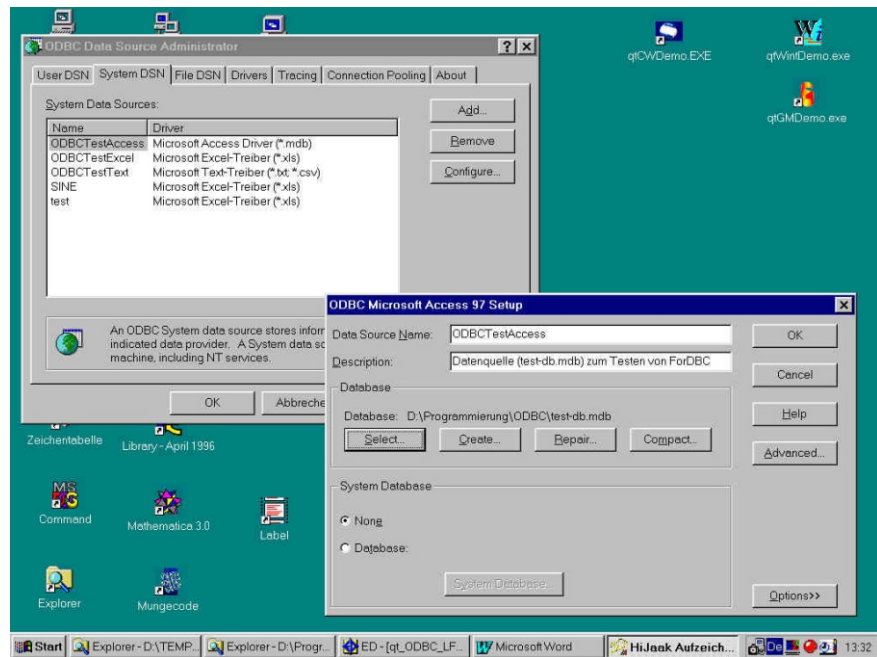 ODBC Data Source Administrator
User DSN System DSN File DSN Drivers Tracing Connection Pooling About
System Data Sources:
Name Driver
ODBCTestAccess Microsoft Access Driver (*.mdb)
ODBCTestExcel Microsoft Excel-Treiber (*.xls)
ODBCTestText Microsoft Text-Treiber (*.txt; *.csv)
SINE Microsoft Excel-Treiber (*.xls)
test Microsoft Excel-Treiber (*.xls)
Add...
Remove
Configure...
An ODBC System data source stores infor
indicated data provider. A System data so
machine, including NT services.
OK Abbreche
qtCWDemo.EXE
qtWintDemo.exe
qtGMDemo.exe
ODBC Microsoft Access 97 Setup
Data Source Name: ODBCTestAccess
Description: Datenquelle (test-db.mdb) zum Testen von ForDBC
Database
Database: D:\Programmierung\ODBC\test-db.mdb
Select... Create... Repair... Compact...
System Database
None
Database:
System Database...
OK
Cancel
Help
Advanced...
Options>>
Zeichentabelle
Library - April 1996
MS
Command
Mathematica 3.0
Label
Explorer
Mungecode
Start Explorer - D:\TEMP... Explorer - D:\Progr... ED - [qt_ODBC_LF... Microsoft Word HiJaak Aufzeich... De 13:32